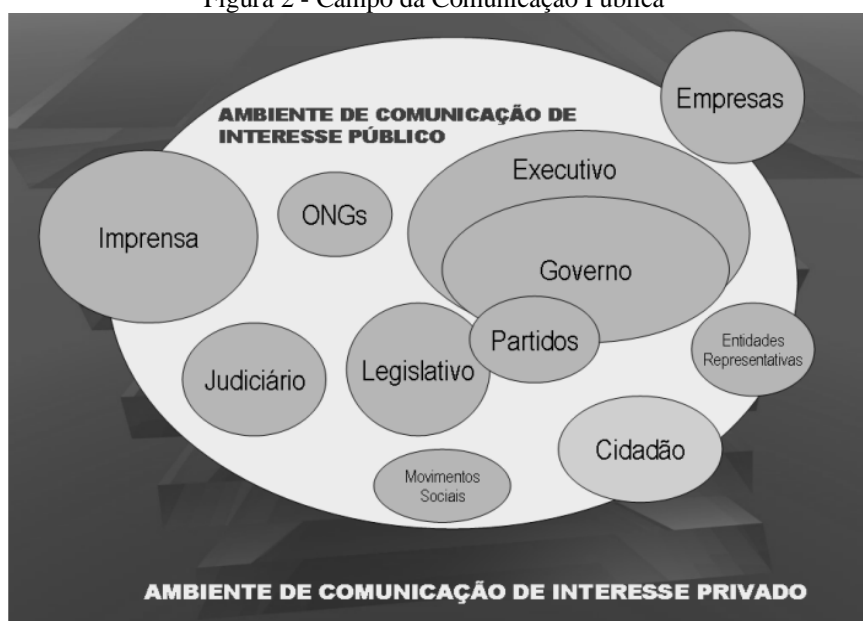 Figura 2 - Campo da Comunicação Pública
AMBIENTE DE COMUNICAÇÃO DE
INTERESSE PÚBLICO
Empresas
Executivo
ONGs
Imprensa
Governo
Partidos
Entidades
Representativas
Legislativo
Judiciário
Cidadão
Movimentos
Sociais
AMBIENTE DE COMUNICAÇÃO DE INTERESSE PRIVADO